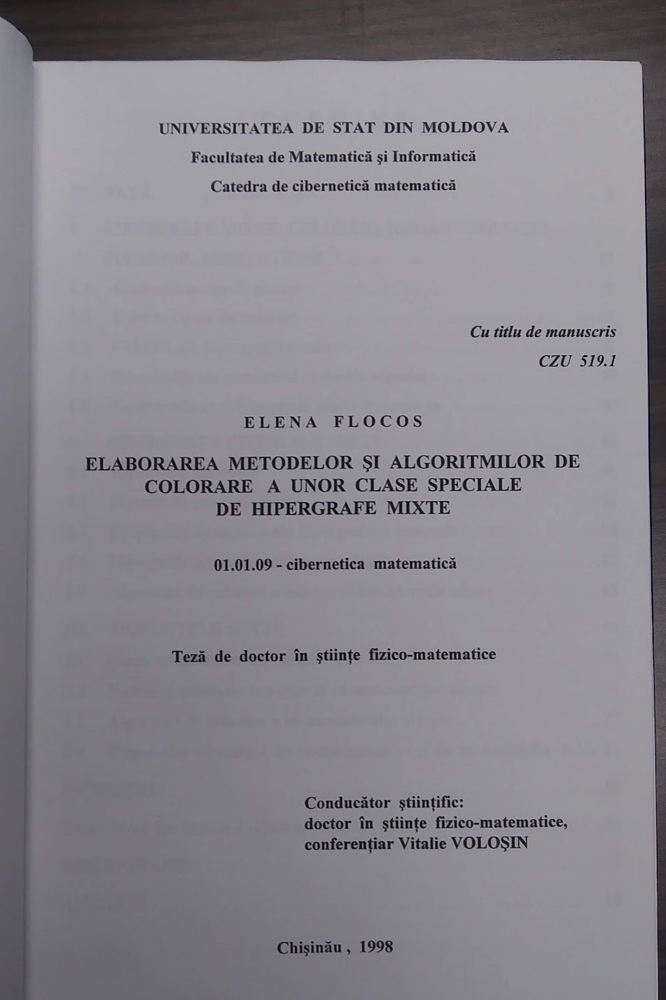 UNIVERSITATEA DE STAT DIN MOLDOVA
Facultatea de Matematică şi Informatică
Catedra de cibernetică matematică
Cu titlu de manuscris
CZU 519.1
ELENA FLOCOS
ELABORAREA METODELOR ŞI ALGORITMILOR DE
COLORARE A UNOR CLASE SPECIALE
DE HIPERGRAFE MIXTE
01.01.09 - cibernetica matematică
Teză de doctor în ştiinţe fizico-matematice
Conducător ştiinţific:
doctor în ştiinţe fizico-matematice,
conferenţiar Vitalie VOLOŞIN
Chişinău , 1998